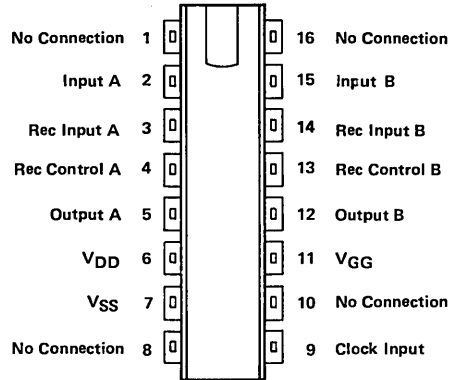 No Connection 1 16 No Connection
Input A 2 15 Input B
Rec Input A 3 14 Rec Input B
Rec Control A 4 13 Rec Control B
Output A 5 12 Output B
VDD 6 11 VGG
VSS 7 10 No Connection
No Connection 8 9 Clock Input